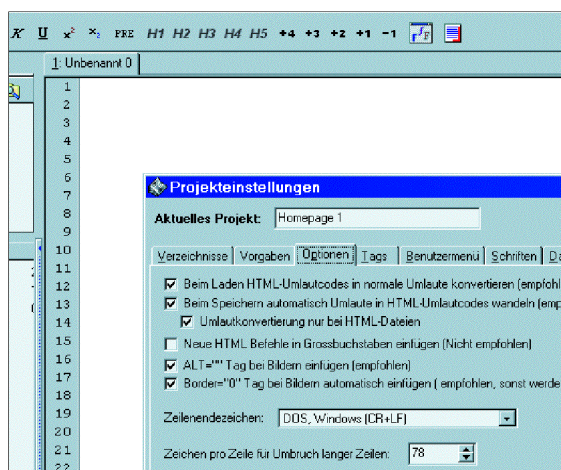 K U x² x₂ PRE H1 H2 H3 H4 H5 +4 +3 +2 +1 -1
1: Unbenannt 0
1
2
3
4
5
6
7
8
9
10
11
12
13
14
15
16
17
18
19
20
21
22
Projekteinstellungen
Aktuelles Projekt: Homepage 1
Verzeichnisse Vorgaben Optionen Tags Benutzermenü Schriften Da
Beim Laden HTML-Umlautcodes in normale Umlaute konvertieren (empfohl
Beim Speichern automatisch Umlaute in HTML-Umlautcodes wandeln (emp
Umlautkonvertierung nur bei HTML-Dateien
Neue HTML Befehle in Grossbuchstaben einfügen (Nicht empfohlen)
ALT="" Tag bei Bildern einfügen (empfohlen)
Border="0" Tag bei Bildern automatisch einfügen ( empfohlen, sonst werde
Zeilenendezeichen: DOS, Windows (CR+LF)
Zeichen pro Zeile für Umbruch langer Zeilen: 78